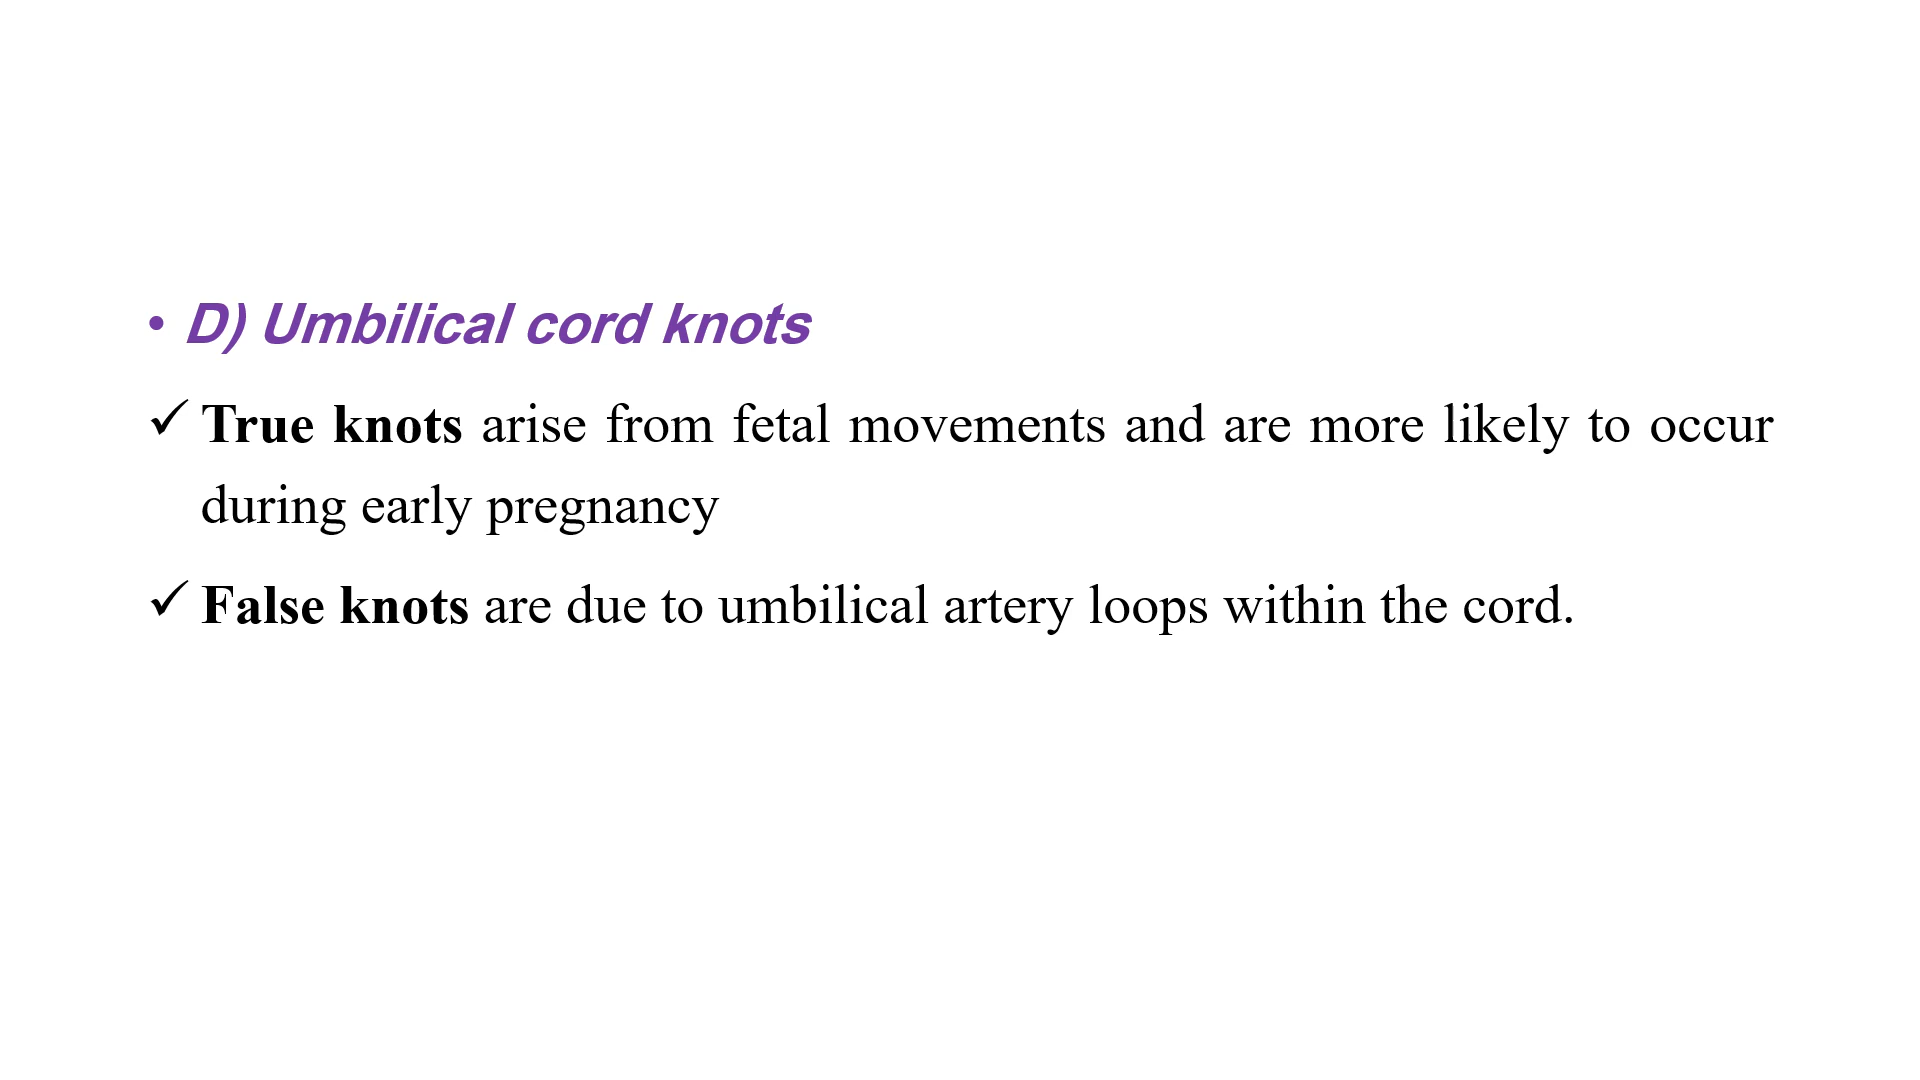 • D) Umbilical cord knots
✓ True knots arise from fetal movements and are more likely to occur
during early pregnancy
✓ False knots are due to umbilical artery loops within the cord.